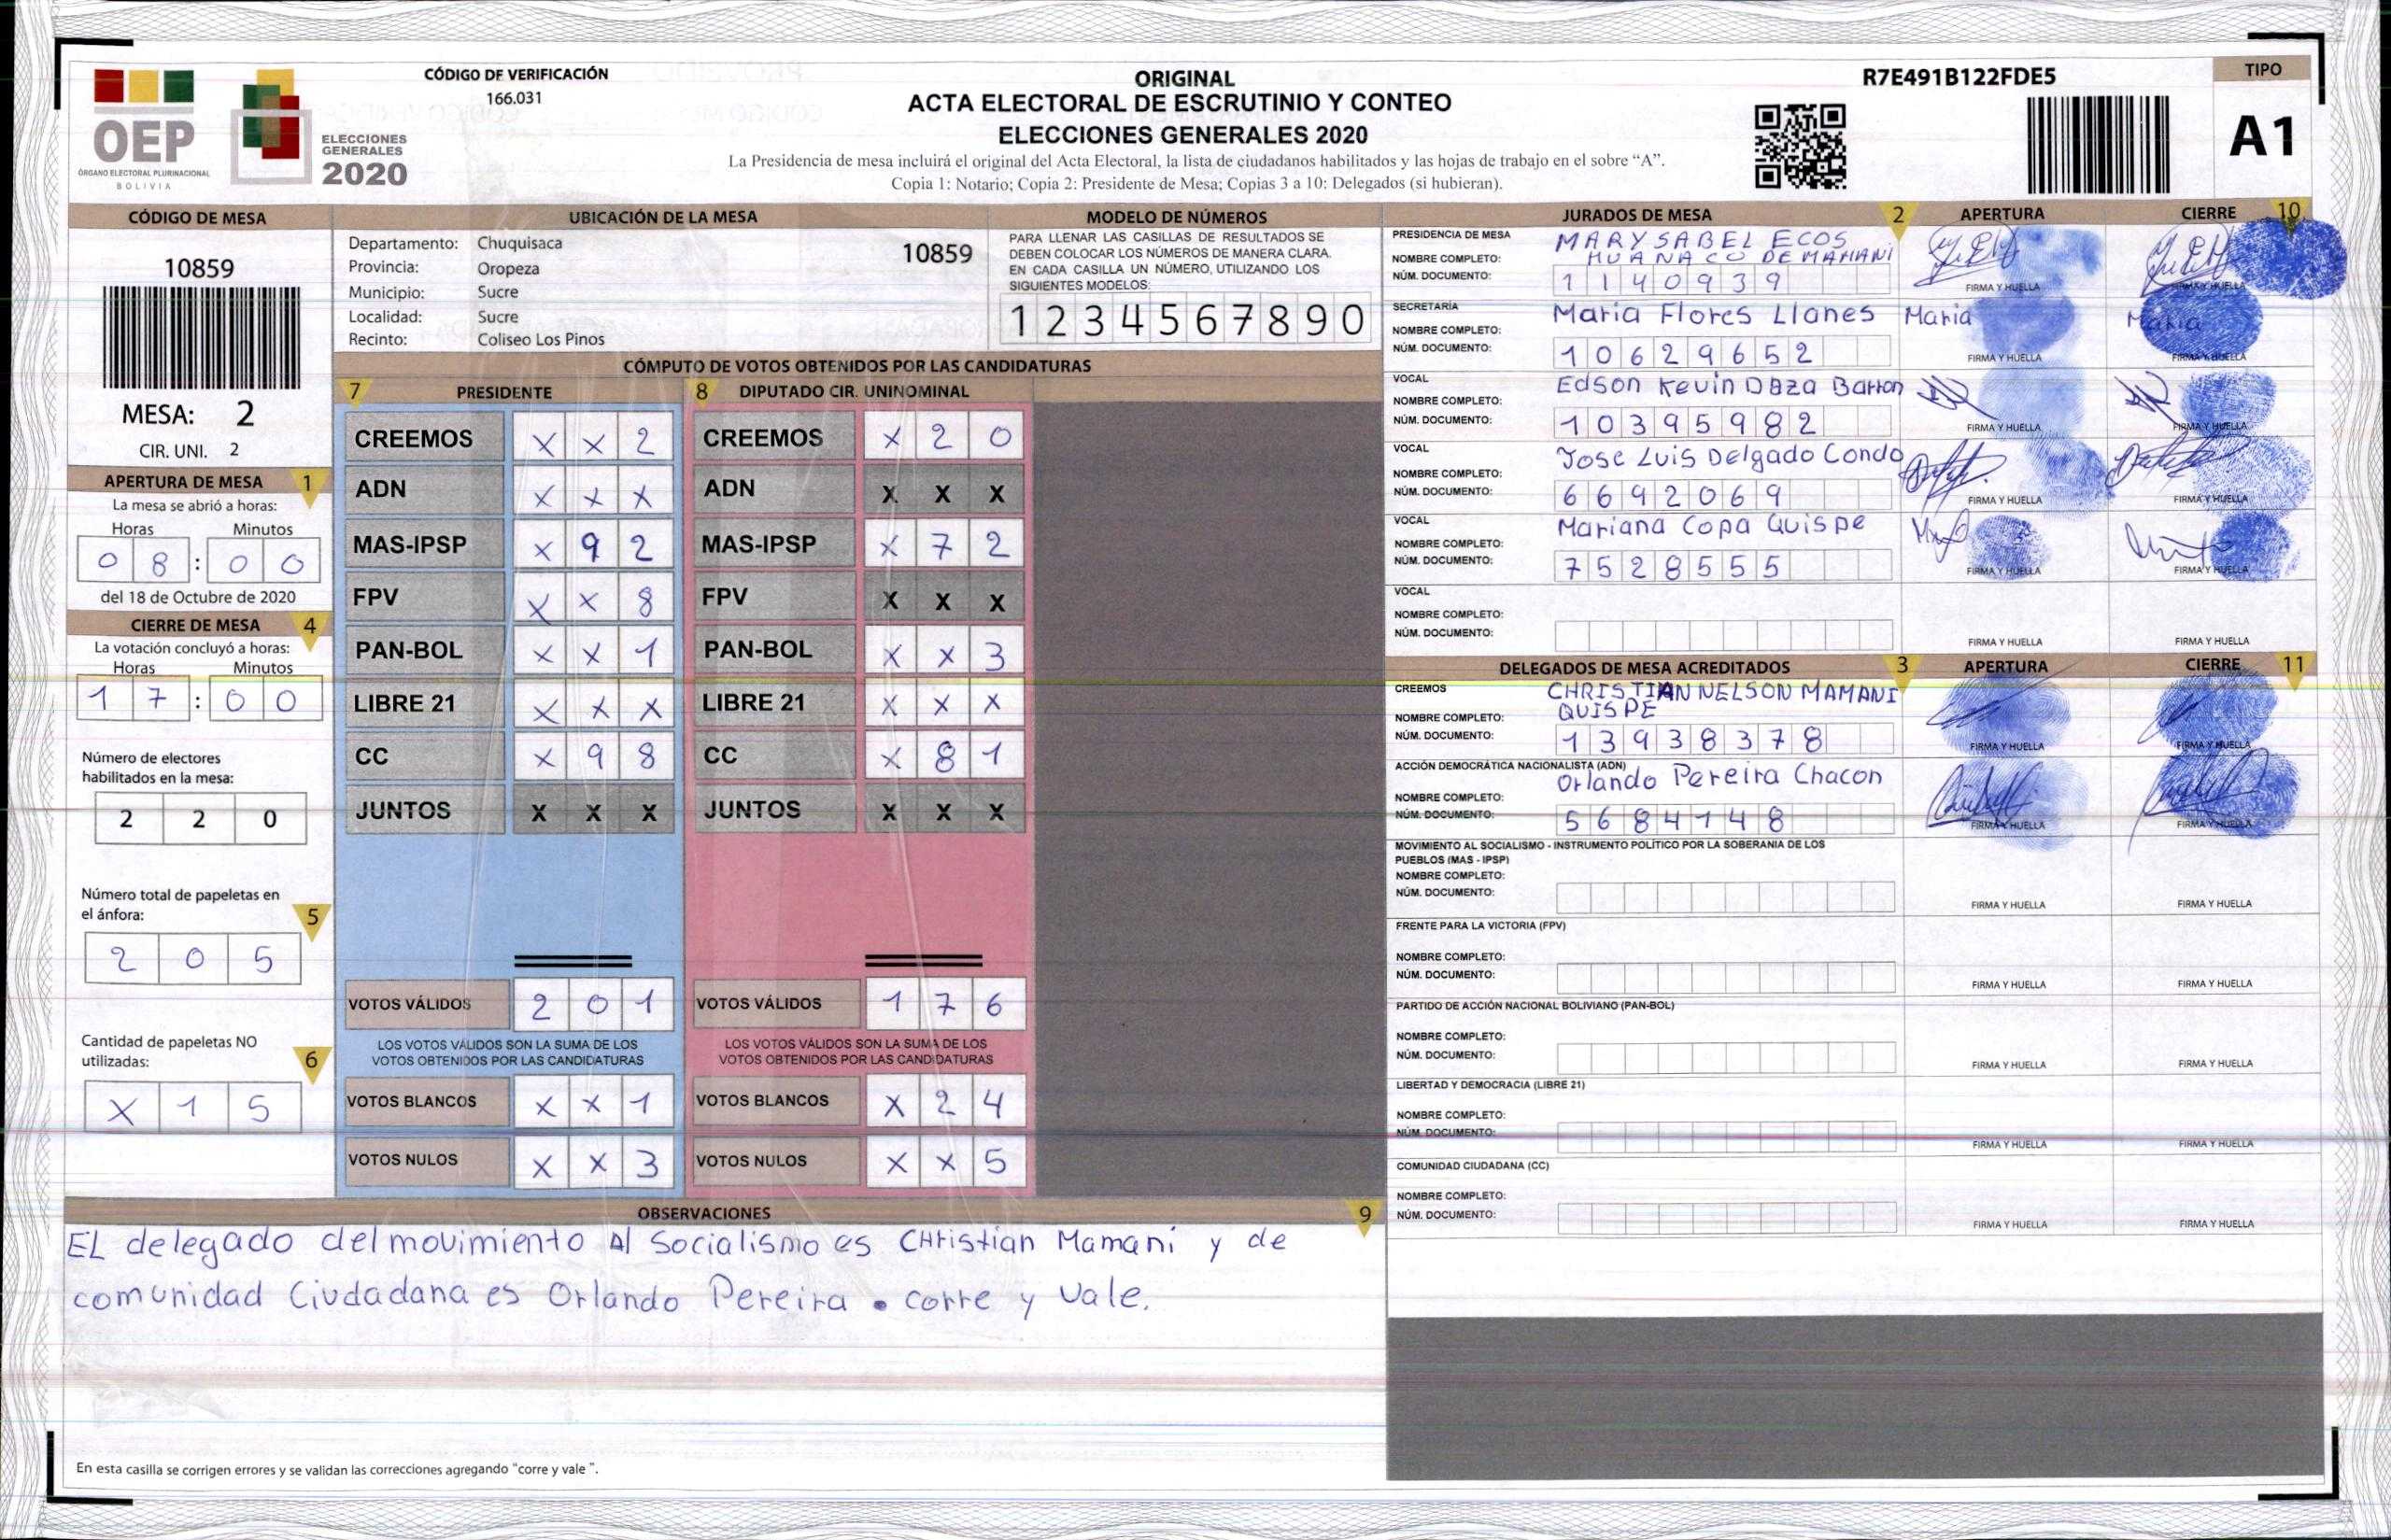 CÓDIGO DE VERIFICACIÓN
166.031
ORIGINAL
ACTA ELECTORAL DE ESCRUTINIO Y CONTEO
ELECCIONES GENERALES 2020
La Presidencia de mesa incluirá el original del Acta Electoral, la lista de ciudadanos habilitados y las hojas de trabajo en el sobre “A”.
Copia 1: Notario; Copia 2: Presidente de Mesa; Copias 3 a 10: Delegados (si hubieran).
R7E491B122FDE5
TIPO
A1
OEP
ÓRGANO ELECTORAL PLURINACIONAL
BOLIVIA
ELECCIONES
GENERALES
2020
CÓDIGO DE MESA
10859
MESA: 2
CIR. UNI. 2
APERTURA DE MESA 1
La mesa se abrió a horas:
Horas Minutos
0 8 : 0 0
del 18 de Octubre de 2020
CIERRE DE MESA 4
La votación concluyó a horas:
Horas Minutos
1 7 : 0 0
Número de electores
habilitados en la mesa:
2 2 0
Número total de papeletas en
el ánfora: 5
2 0 5
Cantidad de papeletas NO
utilizadas: 6
X 1 5
UBICACIÓN DE LA MESA
Departamento: Chuquisaca 10859
Provincia: Oropeza
Municipio: Sucre
Localidad: Sucre
Recinto: Coliseo Los Pinos
MODELO DE NÚMEROS
PARA LLENAR LAS CASILLAS DE RESULTADOS SE
DEBEN COLOCAR LOS NÚMEROS DE MANERA CLARA.
EN CADA CASILLA UN NÚMERO, UTILIZANDO LOS
SIGUIENTES MODELOS:
1 2 3 4 5 6 7 8 9 0
CÓMPUTO DE VOTOS OBTENIDOS POR LAS CANDIDATURAS
7 PRESIDENTE
CREEMOS X X 2
ADN X X X
MAS-IPSP X 9 2
FPV X X 8
PAN-BOL X X 1
LIBRE 21 X X X
CC X 9 8
JUNTOS X X X
VOTOS VÁLIDOS 2 0 1
LOS VOTOS VÁLIDOS SON LA SUMA DE LOS
VOTOS OBTENIDOS POR LAS CANDIDATURAS
VOTOS BLANCOS X X 1
VOTOS NULOS X X 3
8 DIPUTADO CIR. UNINOMINAL
CREEMOS X 2 0
ADN X X X
MAS-IPSP X 7 2
FPV X X X
PAN-BOL X X 3
LIBRE 21 X X X
CC X 8 1
JUNTOS X X X
VOTOS VÁLIDOS 1 7 6
LOS VOTOS VÁLIDOS SON LA SUMA DE LOS
VOTOS OBTENIDOS POR LAS CANDIDATURAS
VOTOS BLANCOS X 2 4
VOTOS NULOS X X 5
OBSERVACIONES 9
EL delegado del movimiento Al Socialismo es CHristian Mamani y de
comunidad Ciudadana es Orlando Pereira . corre y vale.
En esta casilla se corrigen errores y se validan las correcciones agregando “corre y vale ”.
JURADOS DE MESA 2 APERTURA CIERRE 10
PRESIDENCIA DE MESA MARYSABEL ECOS
NOMBRE COMPLETO: HUANACO DE MAMANI
NÚM. DOCUMENTO: 1 1 4 0 9 3 9 FIRMA Y HUELLA FIRMA Y HUELLA
SECRETARÍA
NOMBRE COMPLETO: Maria Flores Llanes Maria Maria
NÚM. DOCUMENTO: 1 0 6 2 9 6 5 2 FIRMA Y HUELLA FIRMA Y HUELLA
VOCAL
NOMBRE COMPLETO: Edson Kevin Daza Barron
NÚM. DOCUMENTO: 1 0 3 9 5 9 8 2 FIRMA Y HUELLA FIRMA Y HUELLA
VOCAL
NOMBRE COMPLETO: Jose Luis Delgado Condo
NÚM. DOCUMENTO: 6 6 9 2 0 6 9 FIRMA Y HUELLA FIRMA Y HUELLA
VOCAL
NOMBRE COMPLETO: Mariana Copa Quispe
NÚM. DOCUMENTO: 7 5 2 8 5 5 5 FIRMA Y HUELLA FIRMA Y HUELLA
VOCAL
NOMBRE COMPLETO:
NÚM. DOCUMENTO: FIRMA Y HUELLA FIRMA Y HUELLA
DELEGADOS DE MESA ACREDITADOS 3 APERTURA CIERRE 11
CREEMOS CHRISTIAN NELSON MAMANI
NOMBRE COMPLETO: QUISPE
NÚM. DOCUMENTO: 1 3 9 3 8 3 7 8 FIRMA Y HUELLA FIRMA Y HUELLA
ACCIÓN DEMOCRÁTICA NACIONALISTA (ADN)
NOMBRE COMPLETO: Orlando Pereira Chacon
NÚM. DOCUMENTO: 5 6 8 4 1 4 8 FIRMA Y HUELLA FIRMA Y HUELLA
MOVIMIENTO AL SOCIALISMO - INSTRUMENTO POLÍTICO POR LA SOBERANIA DE LOS
PUEBLOS (MAS - IPSP)
NOMBRE COMPLETO:
NÚM. DOCUMENTO: FIRMA Y HUELLA FIRMA Y HUELLA
FRENTE PARA LA VICTORIA (FPV)
NOMBRE COMPLETO:
NÚM. DOCUMENTO: FIRMA Y HUELLA FIRMA Y HUELLA
PARTIDO DE ACCIÓN NACIONAL BOLIVIANO (PAN-BOL)
NOMBRE COMPLETO:
NÚM. DOCUMENTO: FIRMA Y HUELLA FIRMA Y HUELLA
LIBERTAD Y DEMOCRACIA (LIBRE 21)
NOMBRE COMPLETO:
NÚM. DOCUMENTO: FIRMA Y HUELLA FIRMA Y HUELLA
COMUNIDAD CIUDADANA (CC)
NOMBRE COMPLETO:
NÚM. DOCUMENTO: FIRMA Y HUELLA FIRMA Y HUELLA